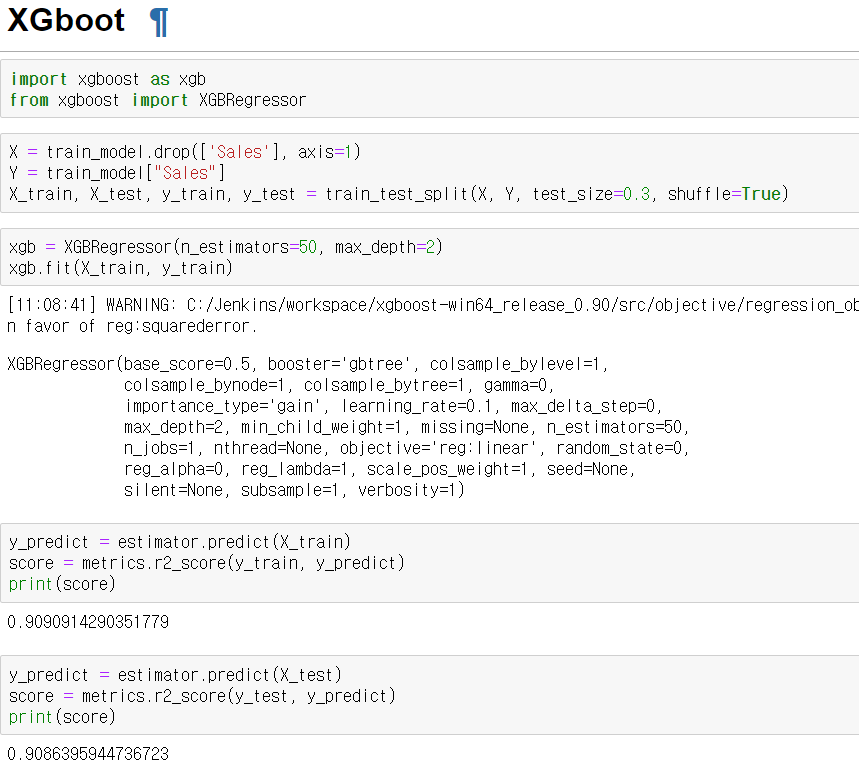 XGboot ¶
import xgboost as xgb
from xgboost import XGBRegressor
X = train_model.drop(['Sales'], axis=1)
Y = train_model["Sales"]
X_train, X_test, y_train, y_test = train_test_split(X, Y, test_size=0.3, shuffle=True)
xgb = XGBRegressor(n_estimators=50, max_depth=2)
xgb.fit(X_train, y_train)
[11:08:41] WARNING: C:/Jenkins/workspace/xgboost-win64_release_0.90/src/objective/regression_ob
n favor of reg:squarederror.
XGBRegressor(base_score=0.5, booster='gbtree', colsample_bylevel=1,
colsample_bynode=1, colsample_bytree=1, gamma=0,
importance_type='gain', learning_rate=0.1, max_delta_step=0,
max_depth=2, min_child_weight=1, missing=None, n_estimators=50,
n_jobs=1, nthread=None, objective='reg:linear', random_state=0,
reg_alpha=0, reg_lambda=1, scale_pos_weight=1, seed=None,
silent=None, subsample=1, verbosity=1)
y_predict = estimator.predict(X_train)
score = metrics.r2_score(y_train, y_predict)
print(score)
0.9090914290351779
y_predict = estimator.predict(X_test)
score = metrics.r2_score(y_test, y_predict)
print(score)
0.9086395944736723